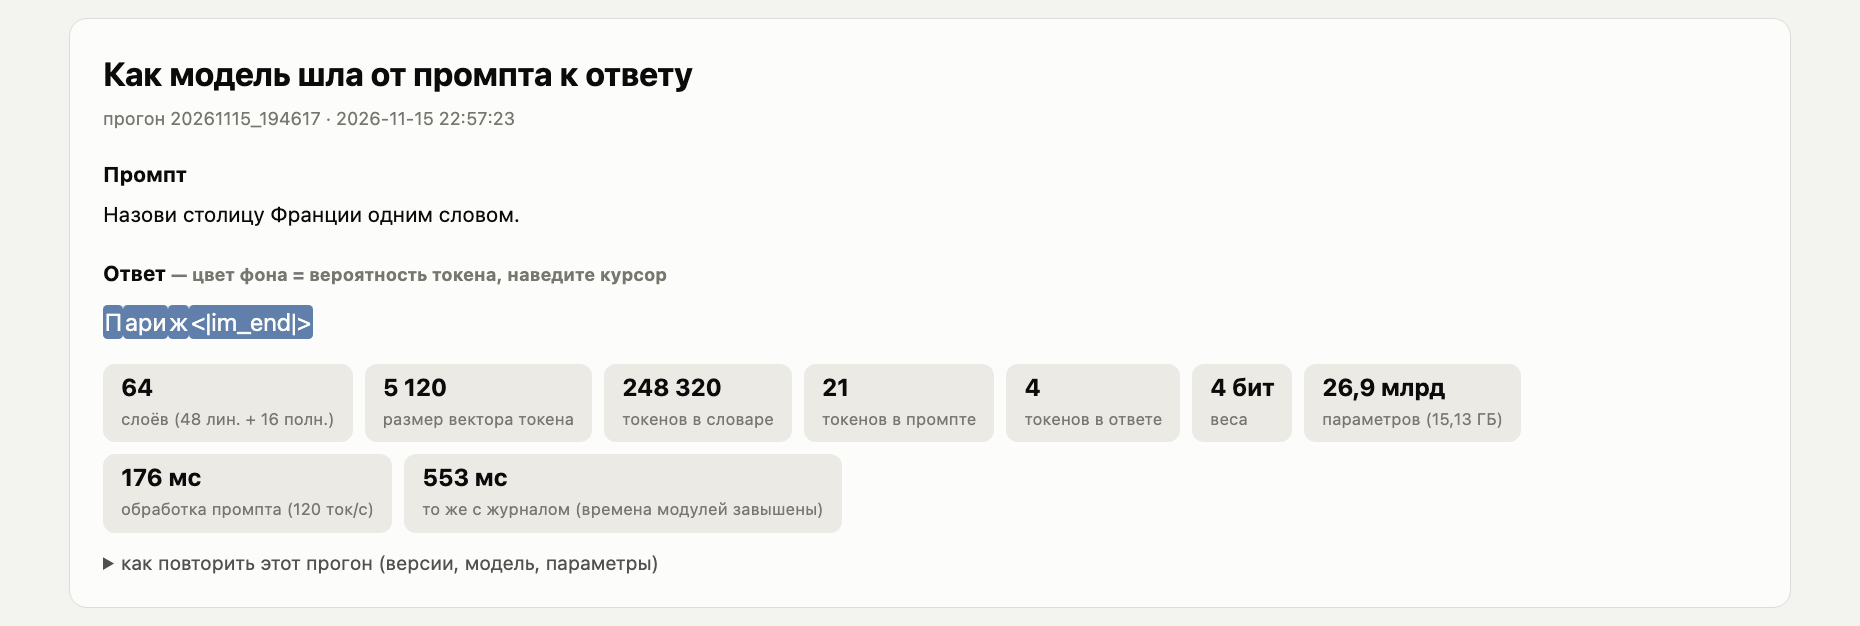 Как модель шла от промпта к ответу
прогон 20261115_194617 · 2026-11-15 22:57:23
Промпт
Назови столицу Франции одним словом.
Ответ — цвет фона = вероятность токена, наведите курсор
Париж<|im_end|>
64
слоёв (48 лин. + 16 полн.)
5 120
размер вектора токена
248 320
токенов в словаре
21
токенов в промпте
4
токенов в ответе
4 бит
веса
26,9 млрд
параметров (15,13 ГБ)
176 мс
обработка промпта (120 ток/с)
553 мс
то же с журналом (времена модулей завышены)
▶ как повторить этот прогон (версии, модель, параметры)